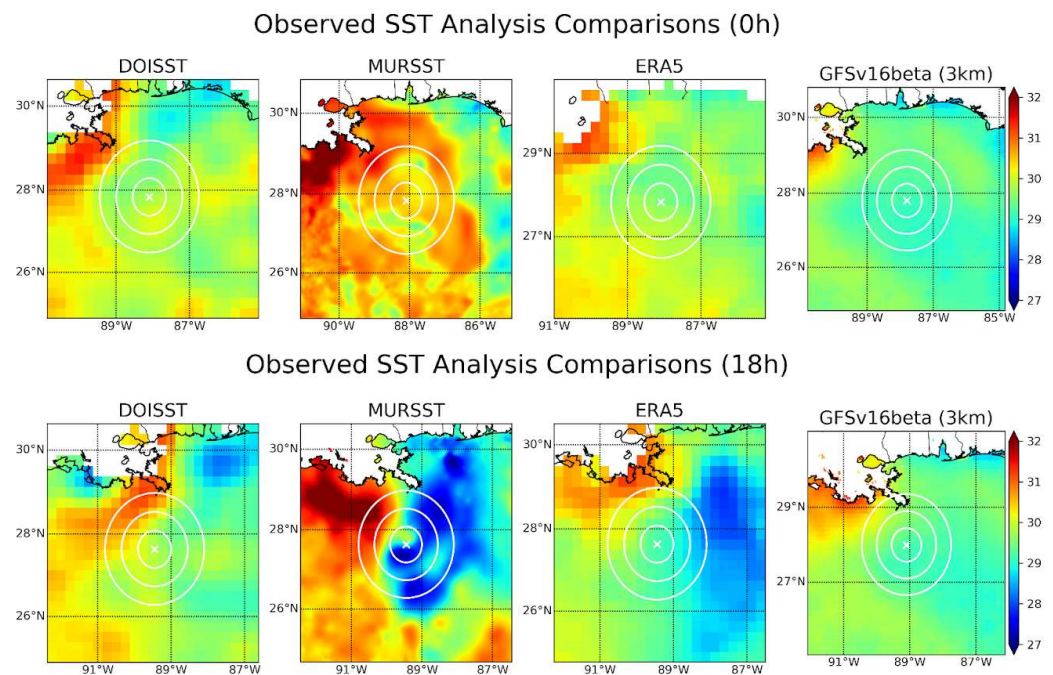 Observed SST Analysis Comparisons (0h)
DOISST
MURSST
ERA5
GFSv16beta (3km)
30°N
28°N
26°N
89°W 87°W
30°N
28°N
26°N
90°W 88°W 86°W
29°N
27°N
91°W 89°W 87°W
30°N
28°N
26°N
89°W 87°W 85°W
32
31
30
29
28
27
Observed SST Analysis Comparisons (18h)
DOISST
MURSST
ERA5
GFSv16beta (3km)
30°N
28°N
26°N
91°W 89°W 87°W
30°N
28°N
26°N
91°W 89°W 87°W
30°N
28°N
26°N
91°W 89°W 87°W
29°N
27°N
91°W 89°W 87°W
32
31
30
29
28
27